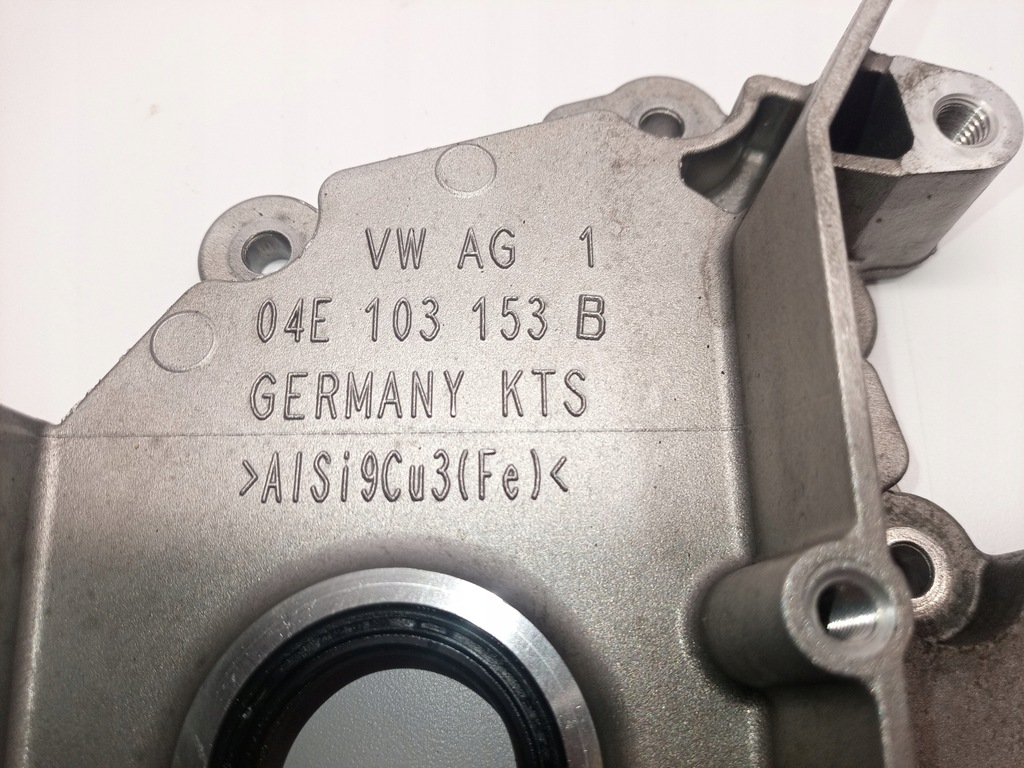 VW AG 1
04E 103 153 B
GERMANY KTS
>AlSi9Cu3(Fe)<